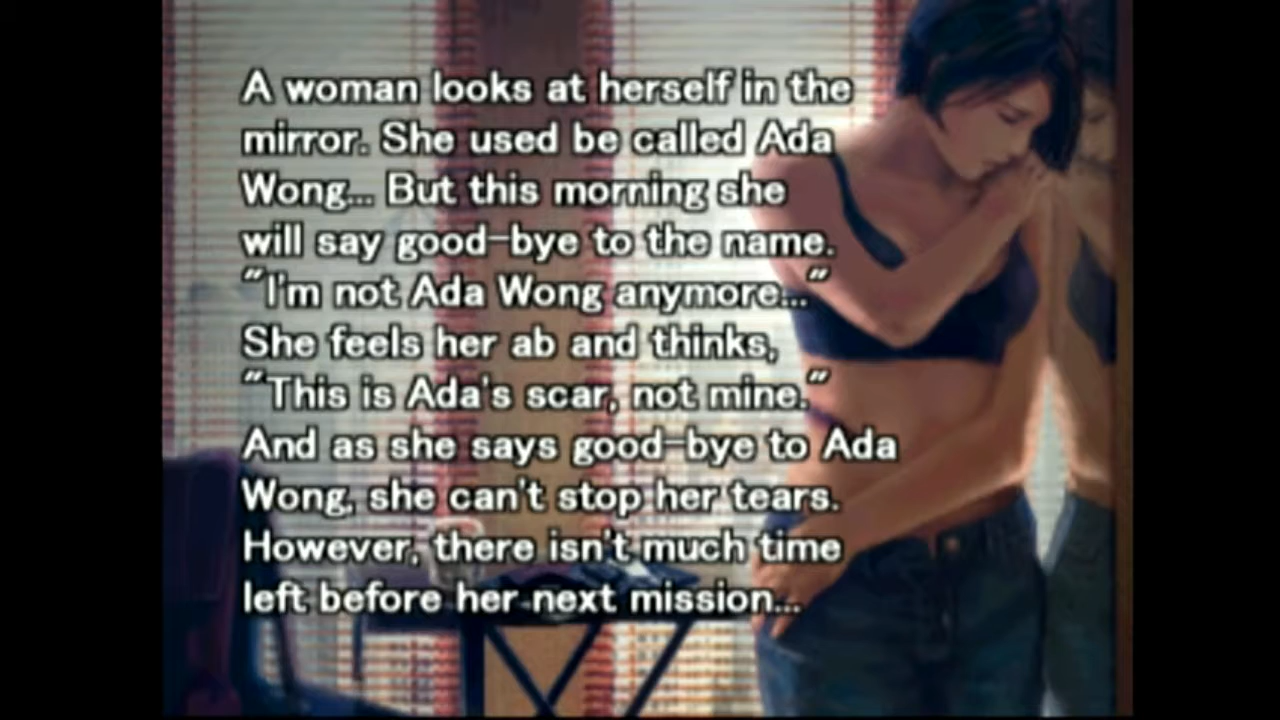 A woman looks at herself in the
mirror. She used be called Ada
Wong... But this morning she
will say good-bye to the name.
"I'm not Ada Wong anymore..."
She feels her ab and thinks,
"This is Ada's scar, not mine."
And as she says good-bye to Ada
Wong, she can't stop her tears.
However, there isn't much time
left before her next mission...